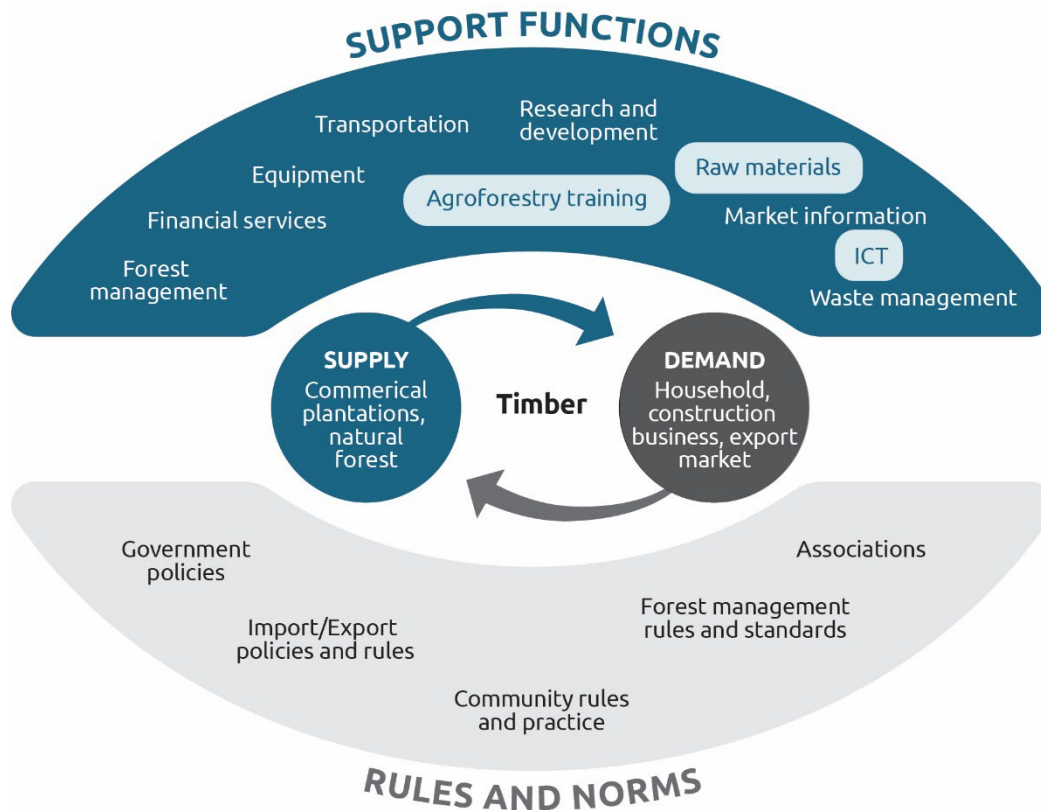 SUPPORT FUNCTIONS
Transportation
Research and
development
Equipment
Raw materials
Agroforestry training
Financial services
Market information
Forest
management
ICT
Waste management
SUPPLY
Commerical
plantations,
natural
forest
Timber
DEMAND
Household,
construction
business, export
market
Government
policies
Associations
Import/Export
policies and rules
Forest management
rules and standards
Community rules
and practice
RULES AND NORMS